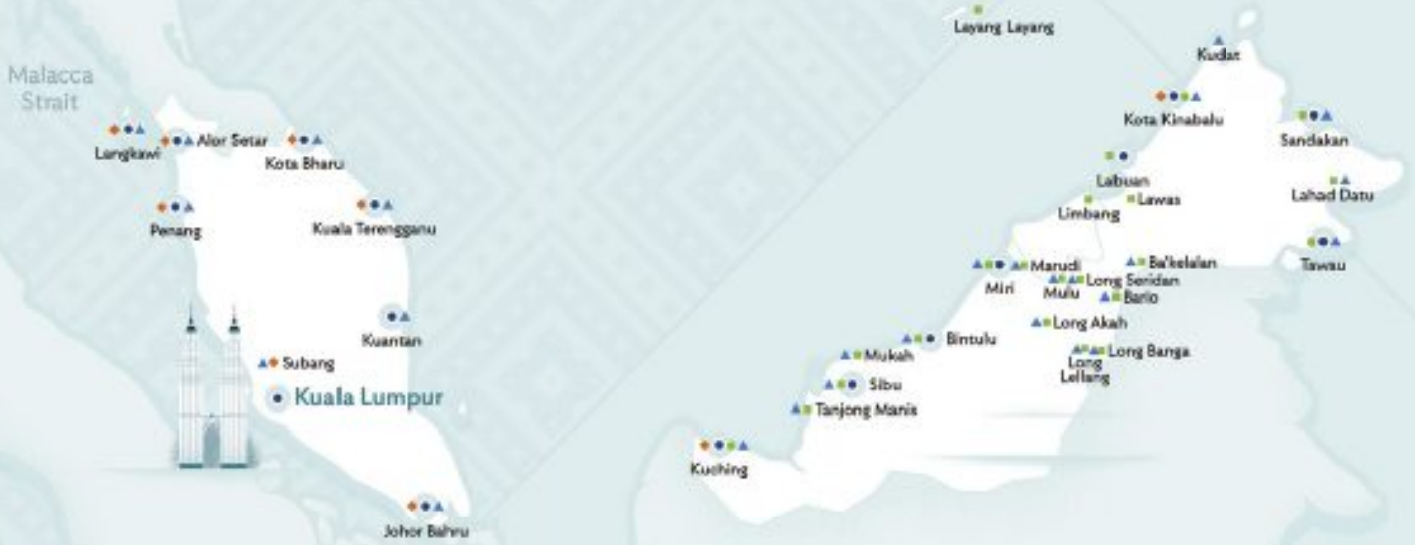 Layang Layang
Kudat
Malacca
Strait
Kota Kinabalu
Langkawi
Alor Setar
Kota Bharu
Sandakan
Labuan
Lahad Datu
Limbang
Lawas
Penang
Kuala Terengganu
Miri
Marudi
Ba'kelalan
Tawau
Mulu
Long Seridan
Bario
Kuantan
Long Akah
Bintulu
Mukah
Long
Lellang
Long Banga
Subang
Sibu
Kuala Lumpur
Tanjong Manis
Kuching
Johor Bahru